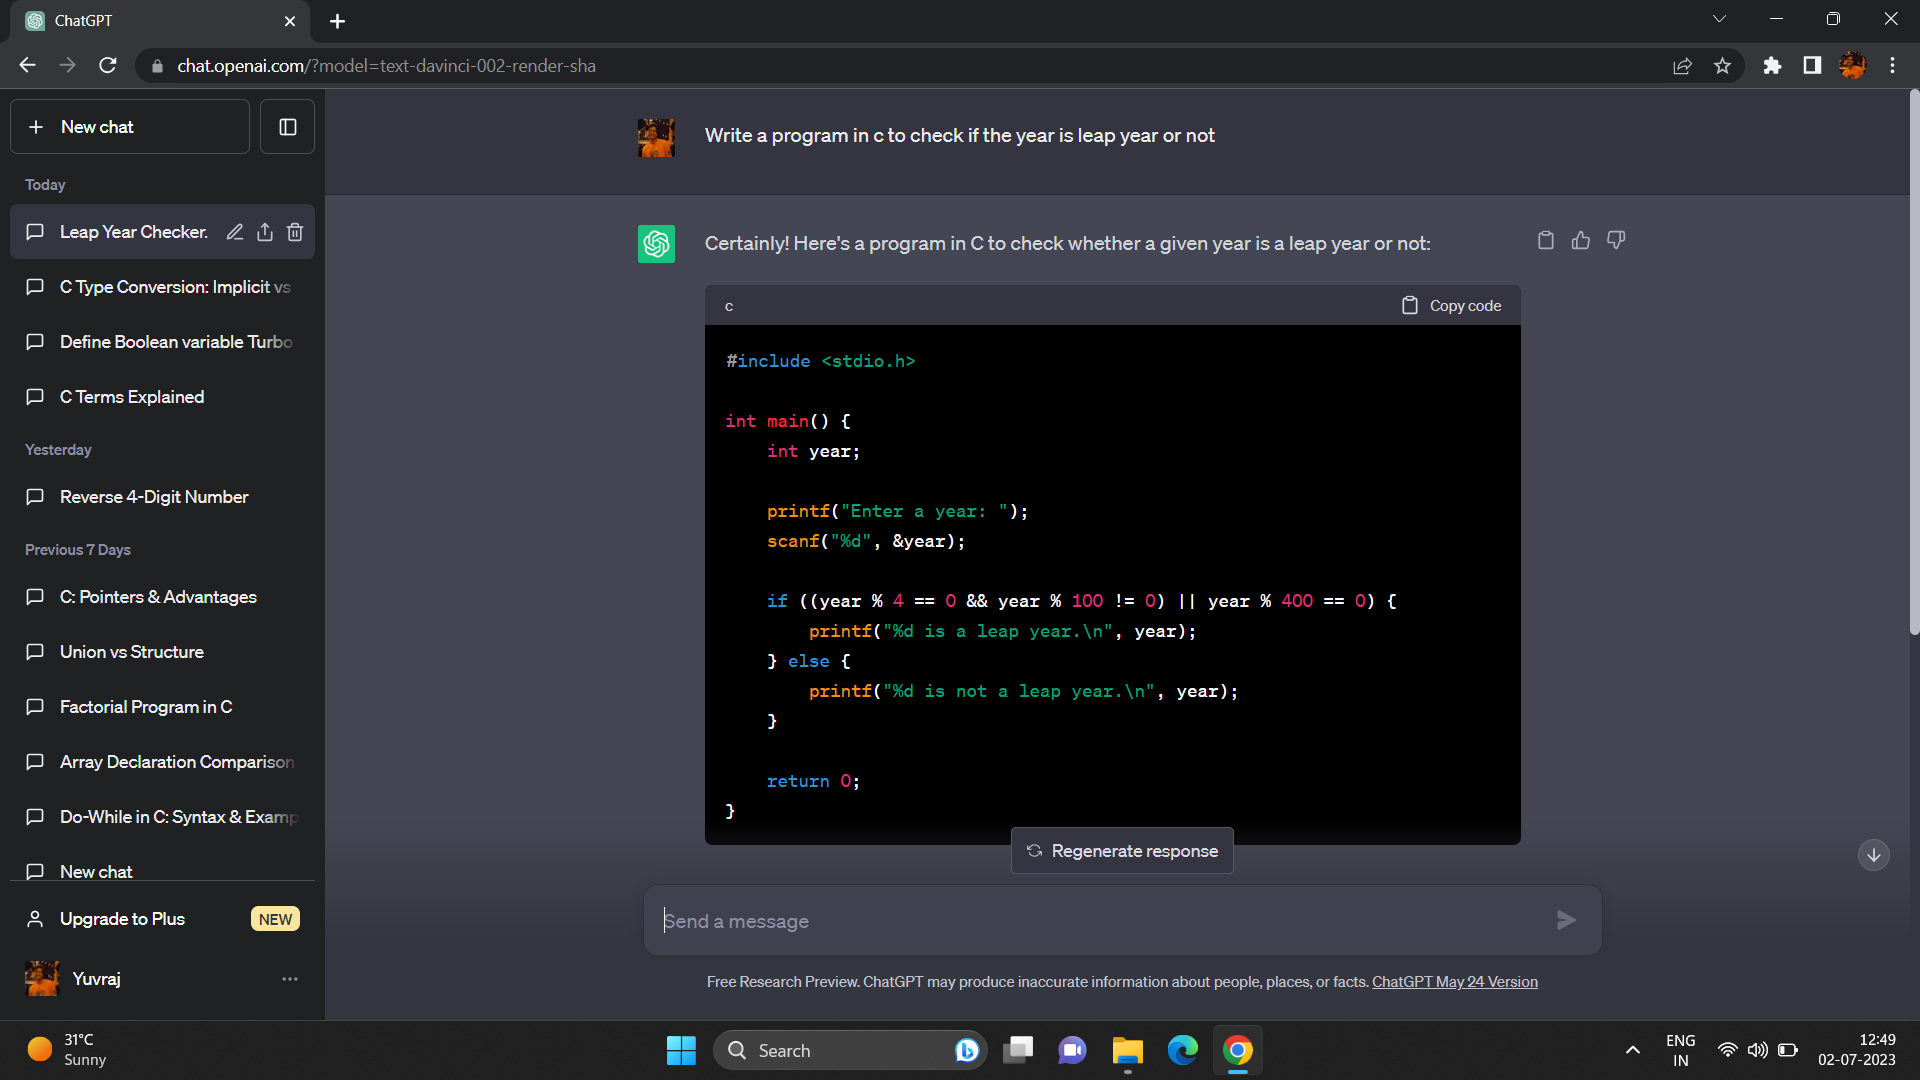 ChatGPT
chat.openai.com/?model=text-davinci-002-render-sha
New chat
Today
Leap Year Checker.
C Type Conversion: Implicit vs
Define Boolean variable Turbo
C Terms Explained
Yesterday
Reverse 4-Digit Number
Previous 7 Days
C: Pointers & Advantages
Union vs Structure
Factorial Program in C
Array Declaration Comparison
Do-While in C: Syntax & Examp
New chat
Upgrade to Plus NEW
Yuvraj
Write a program in c to check if the year is leap year or not
Certainly! Here's a program in C to check whether a given year is a leap year or not:
c Copy code
#include <stdio.h>
int main() {
    int year;
    printf("Enter a year: ");
    scanf("%d", &year);
    if ((year % 4 == 0 && year % 100 != 0) || year % 400 == 0) {
        printf("%d is a leap year.\n", year);
    } else {
        printf("%d is not a leap year.\n", year);
    }
    return 0;
}
Regenerate response
Send a message
Free Research Preview. ChatGPT may produce inaccurate information about people, places, or facts. ChatGPT May 24 Version
31°C
Sunny
Search
ENG
IN
12:49
02-07-2023